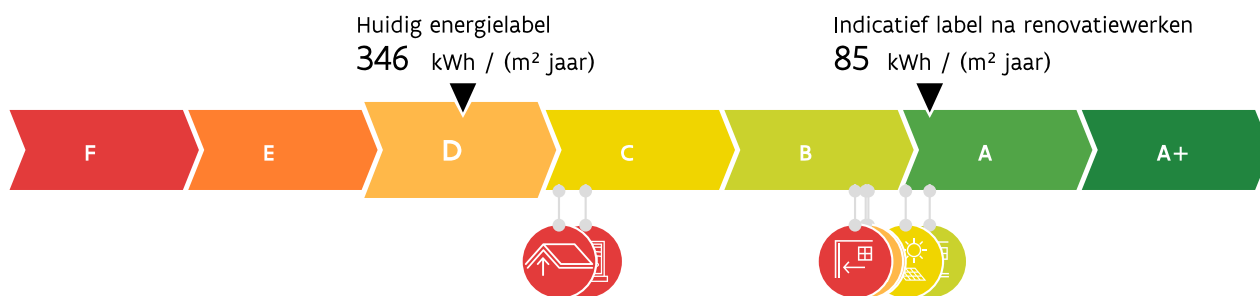 Huidig energielabel
346 kWh / (m² jaar)
Indicatief label na renovatiewerken
85 kWh / (m² jaar)
F E D C B A A+